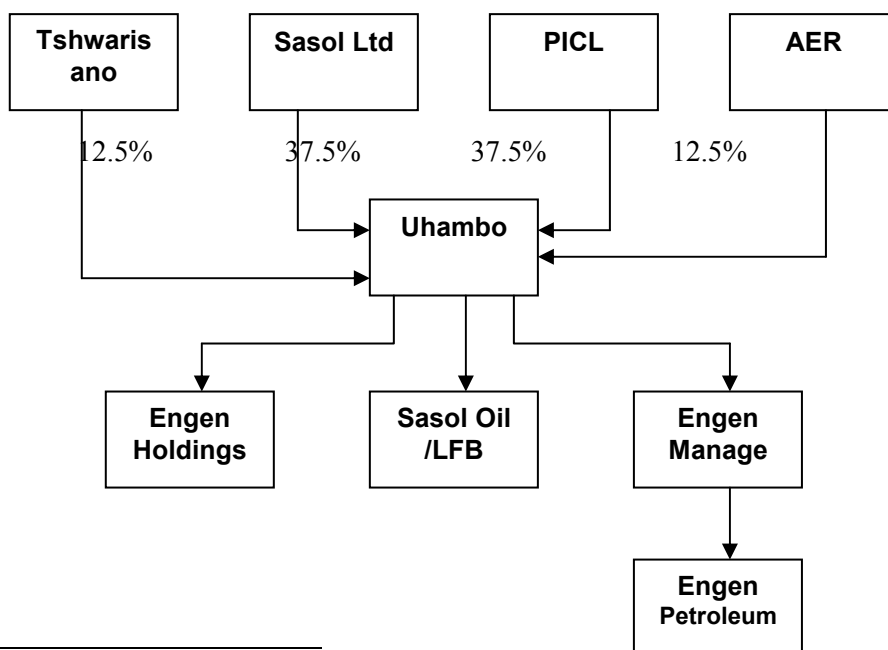 Tshwaris
ano
Sasol Ltd
PICL
AER
12.5%
37.5%
37.5%
12.5%
Uhambo
Engen
Holdings
Sasol Oil
/LFB
Engen
Manage
Engen
Petroleum